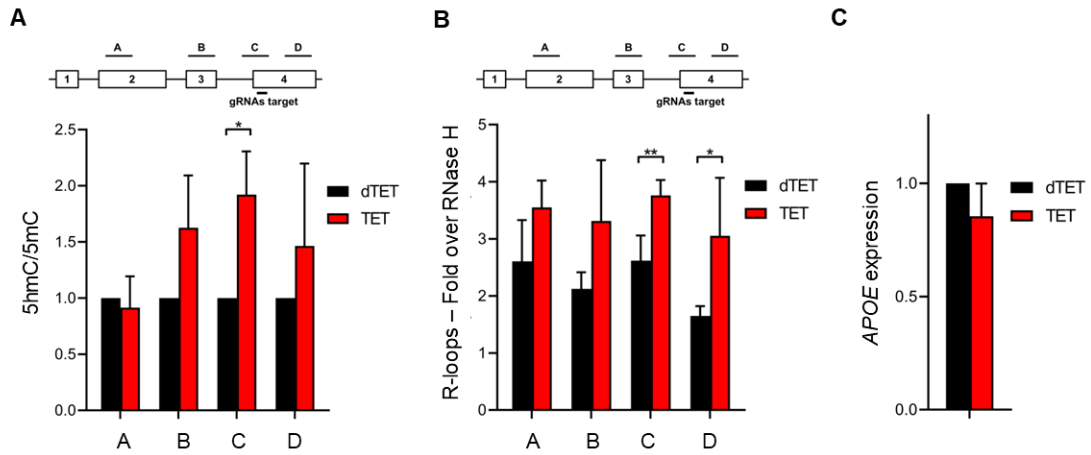 A
A B C D
1 2 3 4
gRNAs target
*
5hmC/5mC
2.5
2.0
1.5
1.0
0.5
0.0
A B C D
dTET
TET
B
A B C D
1 2 3 4
gRNAs target
** *
R-loops – Fold over RNase H
5
4
3
2
1
0
A B C D
dTET
TET
C
APOE expression
1.0
0.5
0.0
dTET
TET